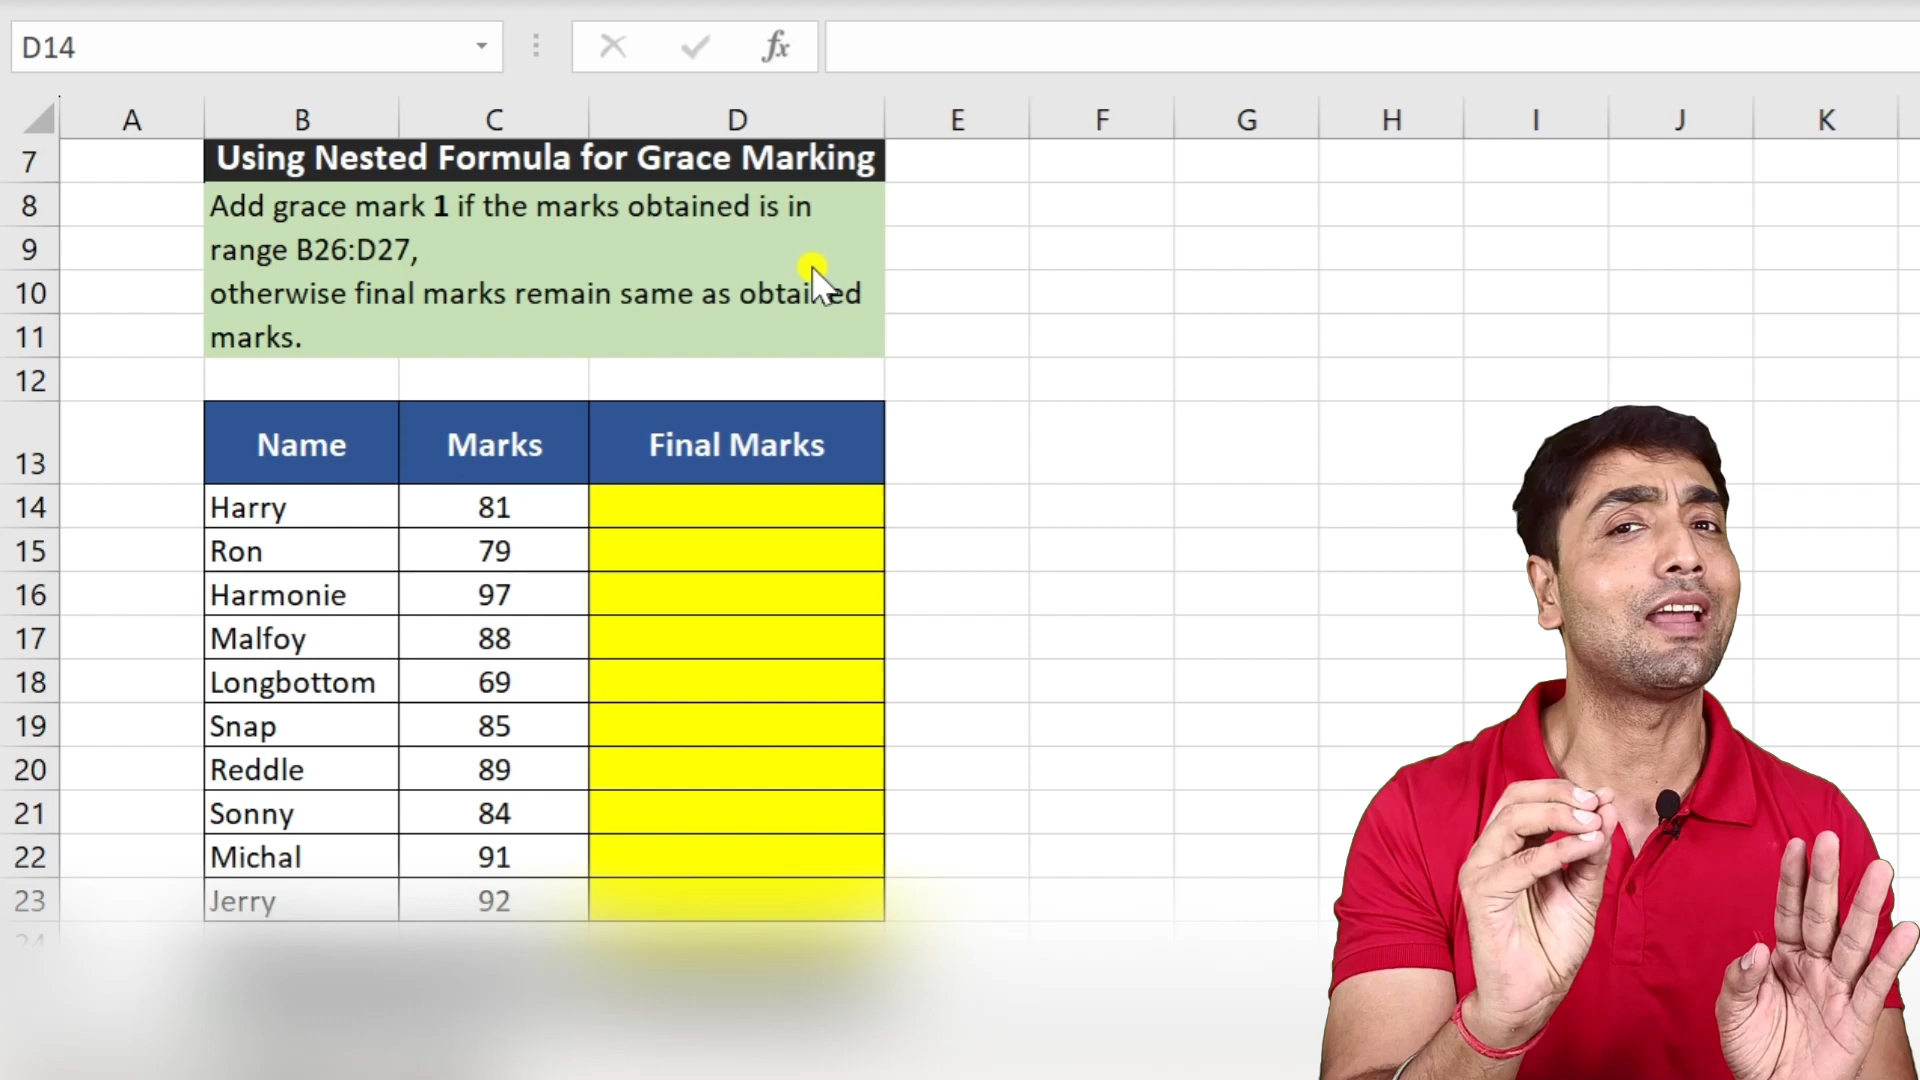 D14
fx
A B C D E F G H I J K
7 Using Nested Formula for Grace Marking
8 Add grace mark 1 if the marks obtained is in
9 range B26:D27,
10 otherwise final marks remain same as obtained
11 marks.
12
13 Name Marks Final Marks
14 Harry 81
15 Ron 79
16 Harmonie 97
17 Malfoy 88
18 Longbottom 69
19 Snap 85
20 Reddle 89
21 Sonny 84
22 Michal 91
23 Jerry 92
24